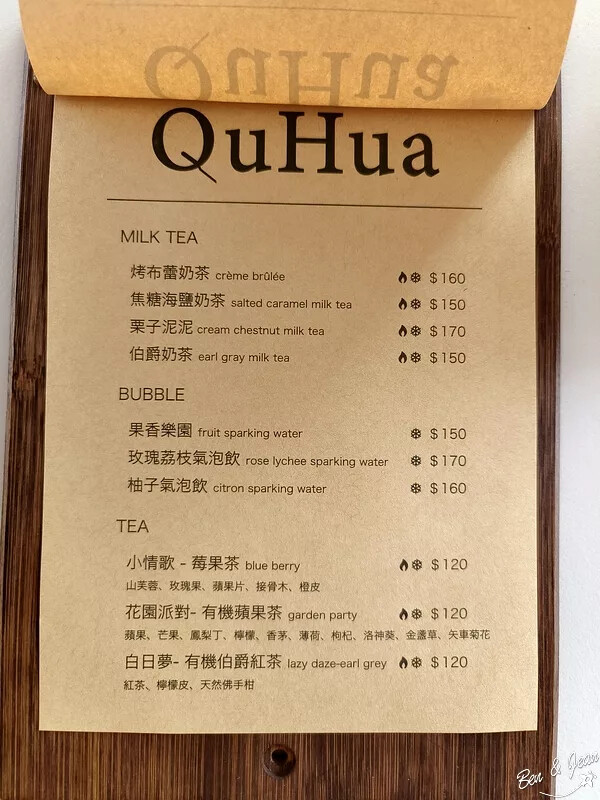 QuHua
QuHua
MILK TEA
烤布蕾奶茶 crème brûlée $160
焦糖海鹽奶茶 salted caramel milk tea $150
栗子泥泥 cream chestnut milk tea $170
伯爵奶茶 earl gray milk tea $150
BUBBLE
果香樂園 fruit sparking water $150
玫瑰荔枝氣泡飲 rose lychee sparking water $170
柚子氣泡飲 citron sparking water $160
TEA
小情歌 - 莓果茶 blue berry $120
山芙蓉、玫瑰果、蘋果片、接骨木、橙皮
花園派對- 有機蘋果茶 garden party $120
蘋果、芒果、鳳梨丁、檸檬、香茅、薄荷、枸杞、洛神葵、金盞草、矢車菊花
白日夢- 有機伯爵紅茶 lazy daze-earl grey $120
紅茶、檸檬皮、天然佛手柑
Ben & Jean